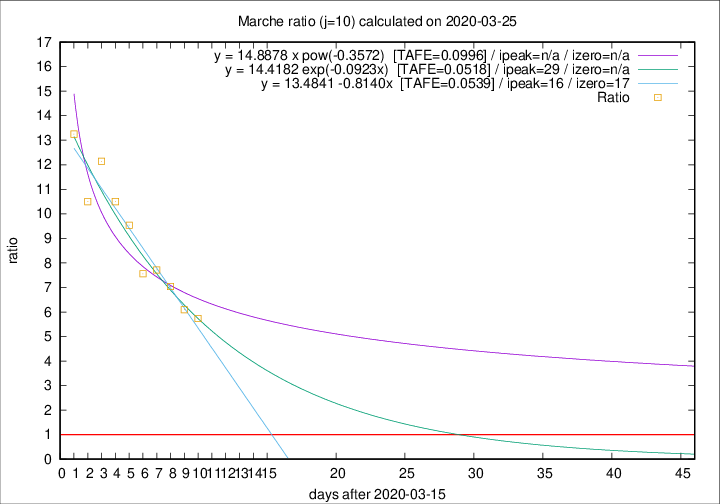 Marche ratio (j=10) calculated on 2020-03-25
y = 14.8878 x pow(-0.3572)  [TAFE=0.0996] / ipeak=n/a / izero=n/a
y = 14.4182 exp(-0.0923x)  [TAFE=0.0518] / ipeak=29 / izero=n/a
y = 13.4841 -0.8140x  [TAFE=0.0539] / ipeak=16 / izero=17
Ratio
17
16
15
14
13
12
11
10
9
8
7
6
5
4
3
2
1
0
ratio
0 1 2 3 4 5 6 7 8 9 10 11 12 13 14 15 20 25 30 35 40 45
days after 2020-03-15